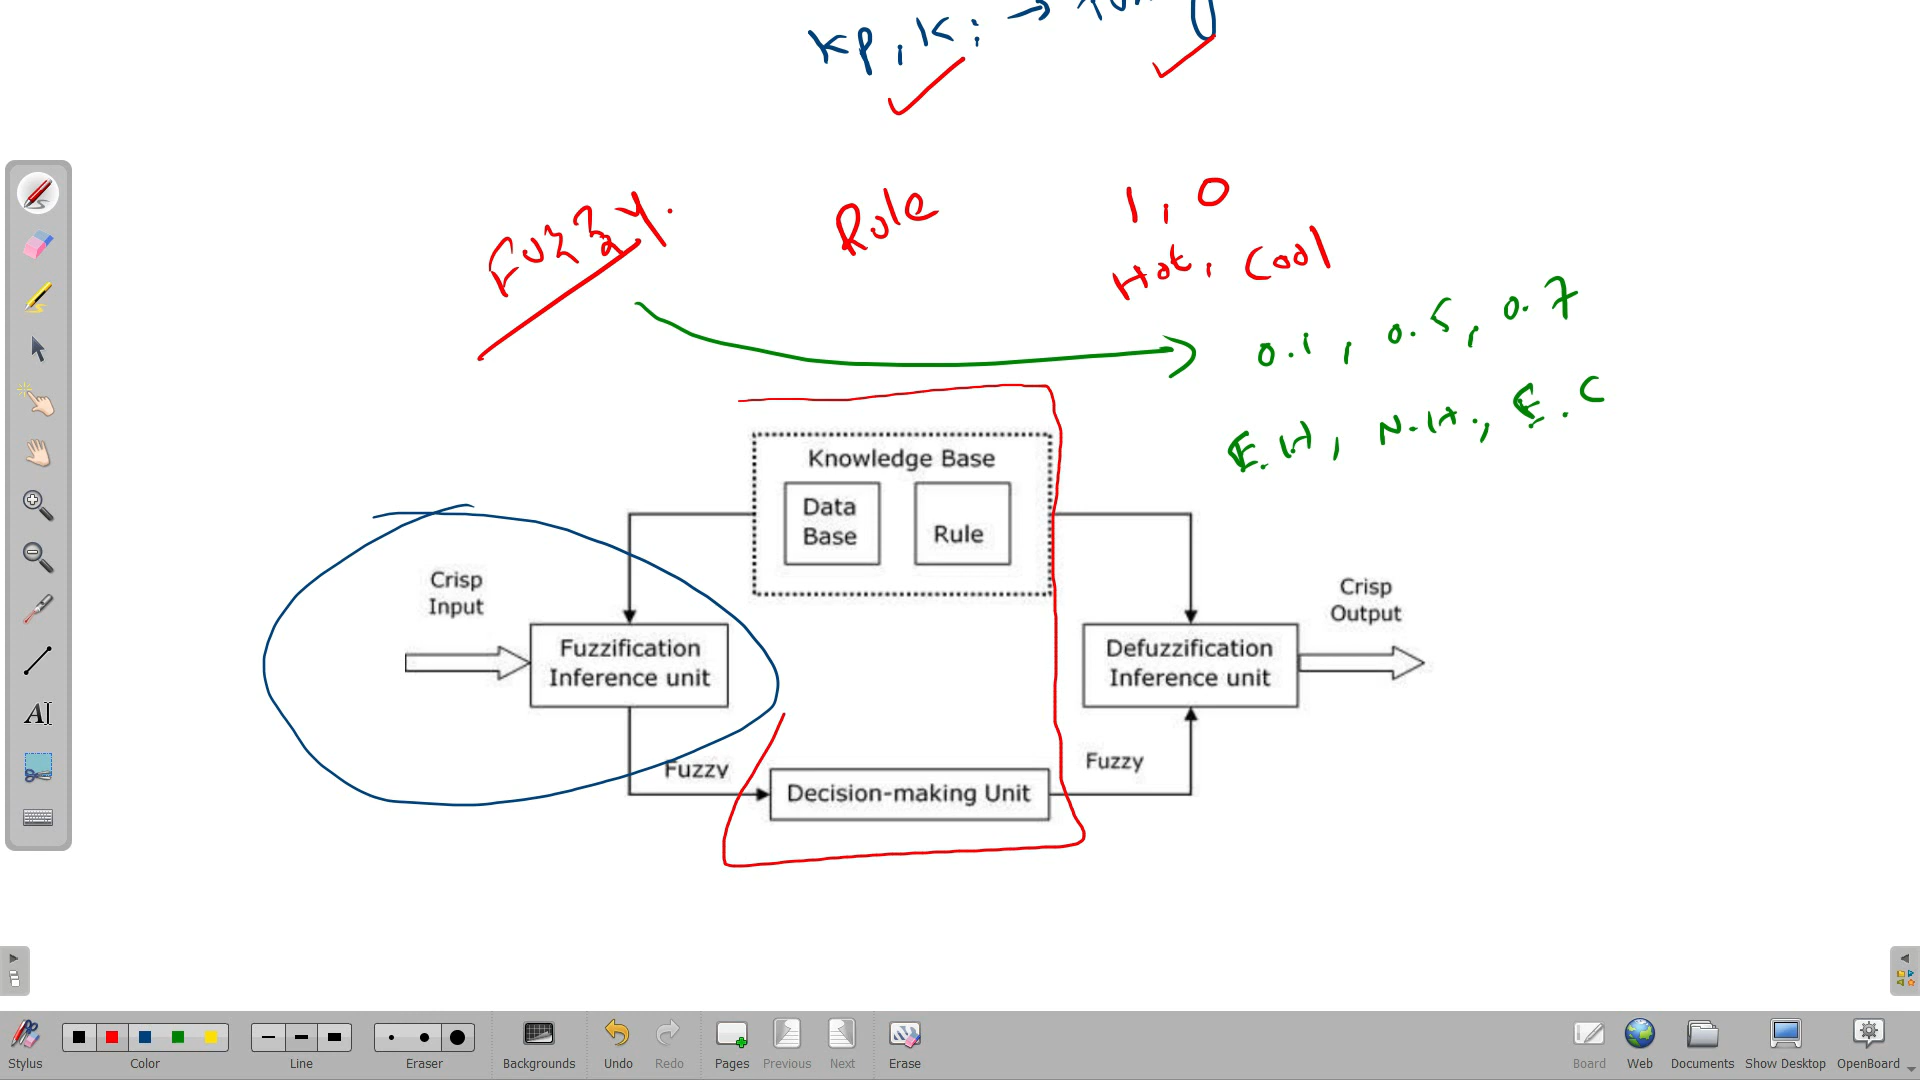 Kp, Ki →
Fuzzy. Rule 1, 0
Hot, Cool
0.1, 0.5, 0.7
E.H, N.H., E.C
Knowledge Base
Data
Base
Rule
Crisp
Input
Crisp
Output
Fuzzification
Inference unit
Defuzzification
Inference unit
Fuzzy
Fuzzy
Decision-making Unit
Stylus Color Line Eraser Backgrounds Undo Redo Pages Previous Next Erase Board Web Documents Show Desktop OpenBoard